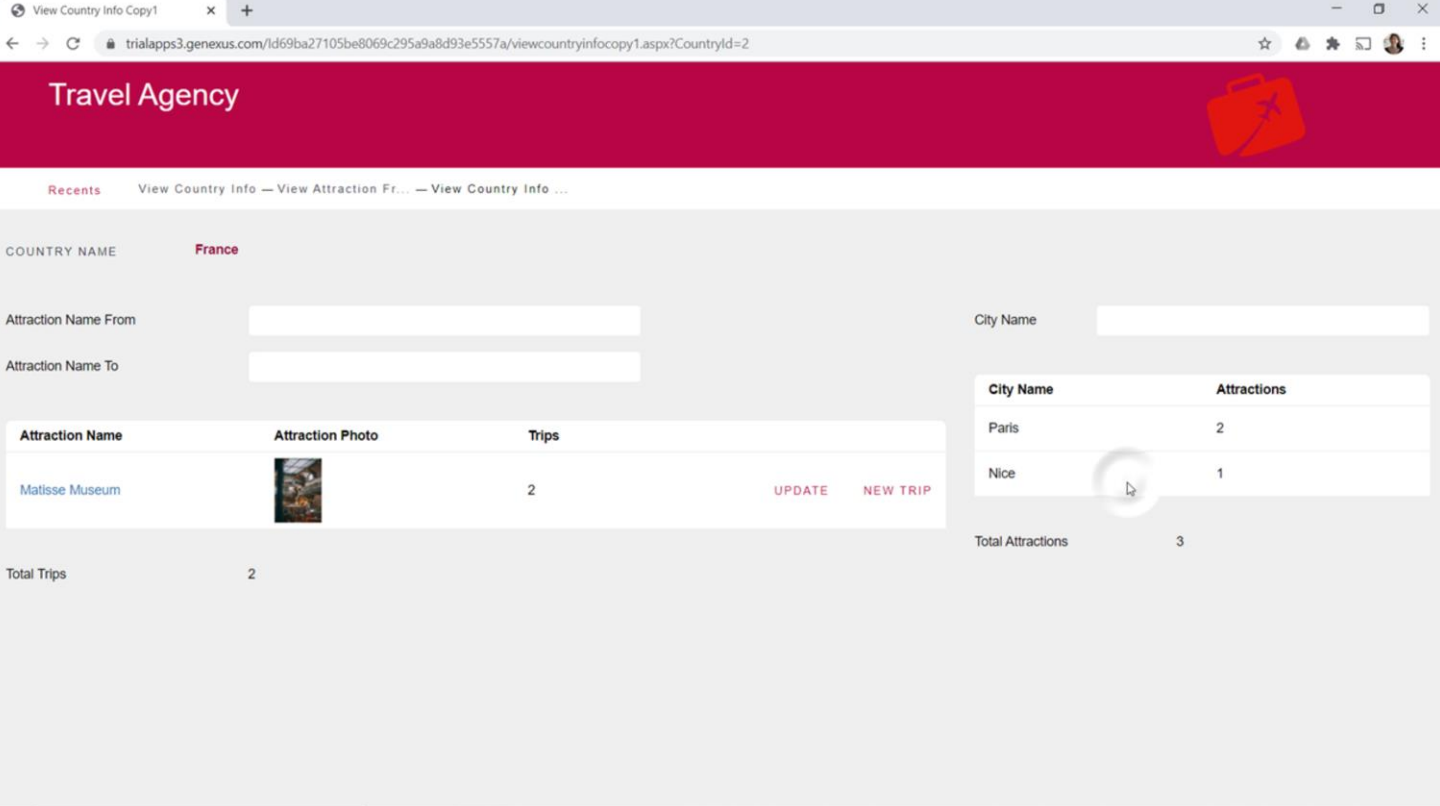 View Country Info Copy1
trialapps3.genexus.com/Id69ba27105be8069c295a9a8d93e5557a/viewcountryinfocopy1.aspx?CountryId=2
Travel Agency
Recents View Country Info — View Attraction Fr... — View Country Info ...
COUNTRY NAME France
Attraction Name From
Attraction Name To
Attraction Name Attraction Photo Trips
Matisse Museum 2 UPDATE NEW TRIP
Total Trips 2
City Name
City Name Attractions
Paris 2
Nice 1
Total Attractions 3